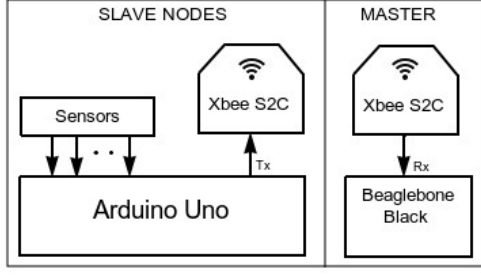 SLAVE NODES
MASTER
Xbee S2C
Xbee S2C
Sensors
Tx
Rx
Arduino Uno
Beaglebone
Black